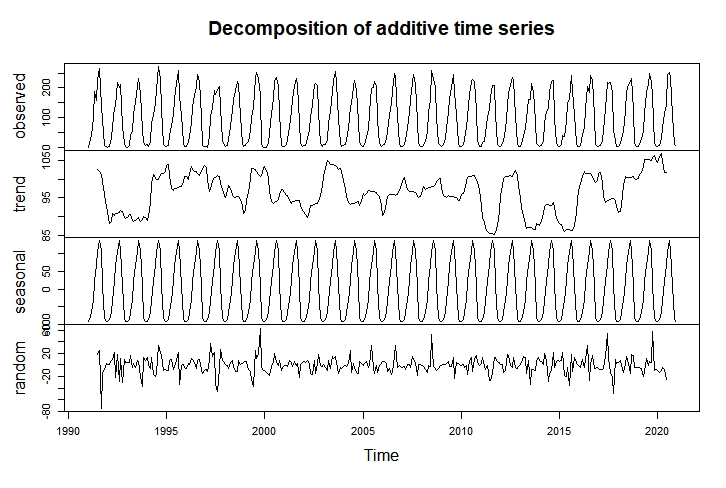 Decomposition of additive time series
observed
100 200
trend
85 95 105
seasonal
0 50
random
-80 -20 20
1990 1995 2000 2005 2010 2015 2020
Time